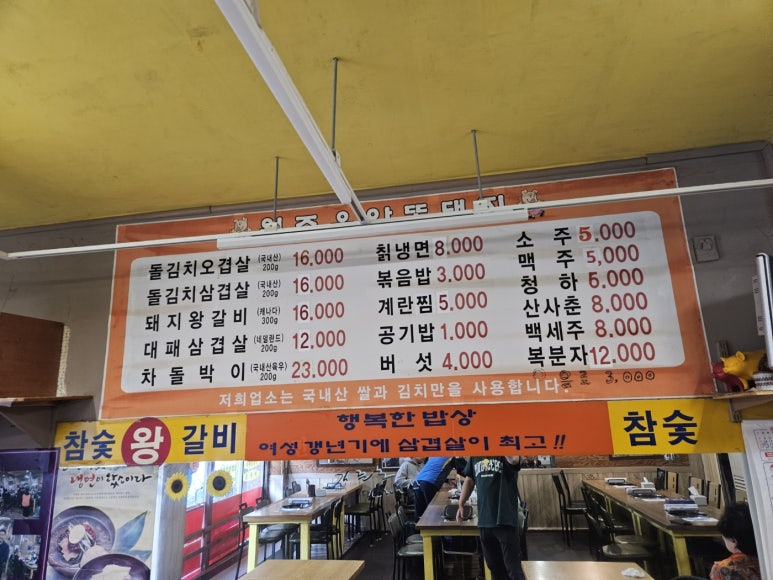 돌김치오겹살 (국내산) 200g 16.000
돌김치삼겹살 (국내산) 200g 16.000
돼지왕갈비 (캐나다) 300g 16.000
대패삼겹살 (네덜란드) 200g 12.000
차돌박이 (국내산육우) 200g 23.000
칡냉면 8.000
볶음밥 3.000
계란찜 5.000
공기밥 1.000
버섯 4.000
소주 5.000
맥주 5,000
청하 6.000
산사춘 8.000
백세주 8.000
복분자 12.000
저희업소는 국내산 쌀과 김치만을 사용합니다.
참숯 왕 갈비
행복한 밥상
여성 갱년기에 삼겹살이 최고!!
참숯